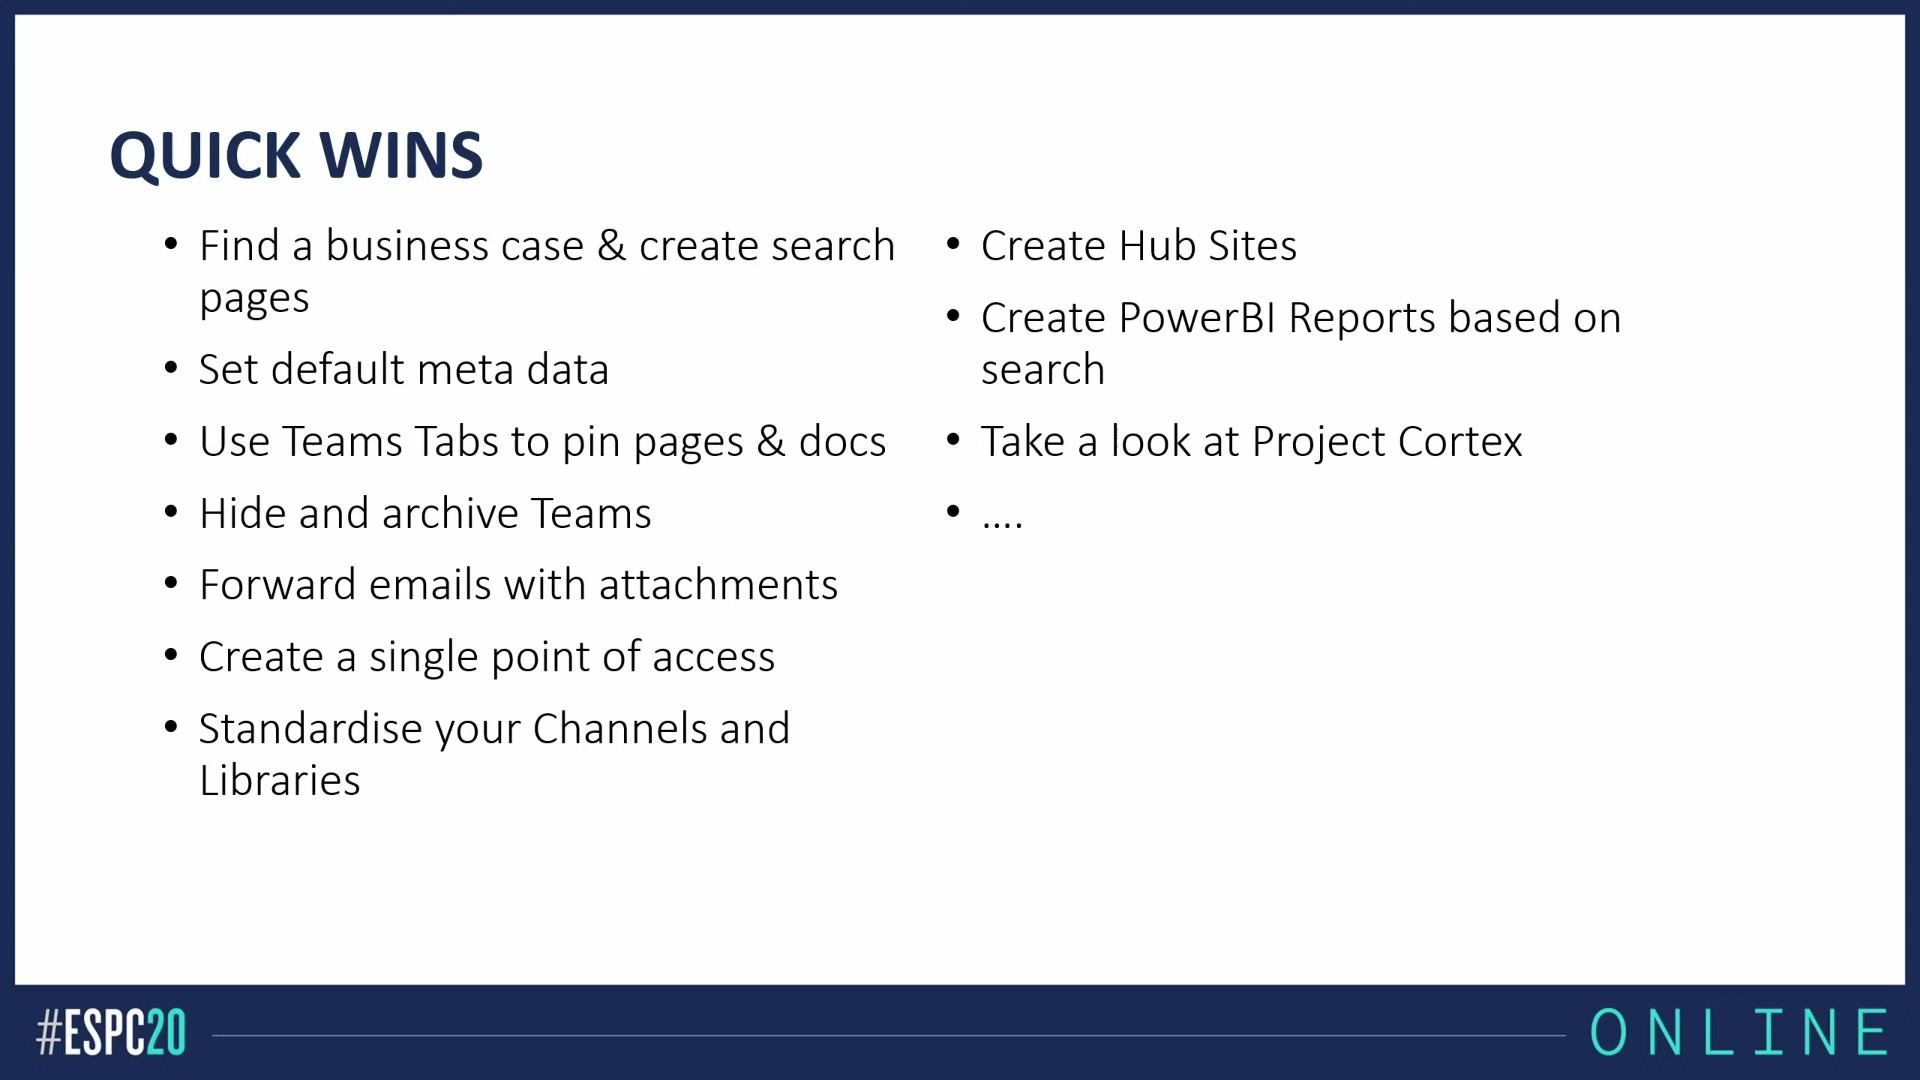 QUICK WINS
• Find a business case & create search
pages
• Set default meta data
• Use Teams Tabs to pin pages & docs
• Hide and archive Teams
• Forward emails with attachments
• Create a single point of access
• Standardise your Channels and
Libraries
• Create Hub Sites
• Create PowerBI Reports based on
search
• Take a look at Project Cortex
• ....
#ESPC20
ONLINE